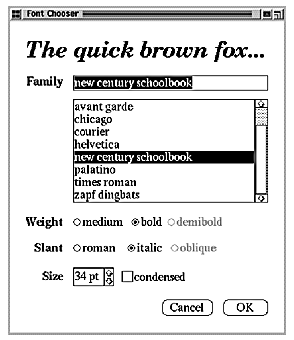 Font Chooser
The quick brown fox...
Family new century schoolbook
avant garde
chicago
courier
helvetica
new century schoolbook
palatino
times roman
zapf dingbats
Weight medium bold demibold
Slant roman italic oblique
Size 34 pt condensed
Cancel OK